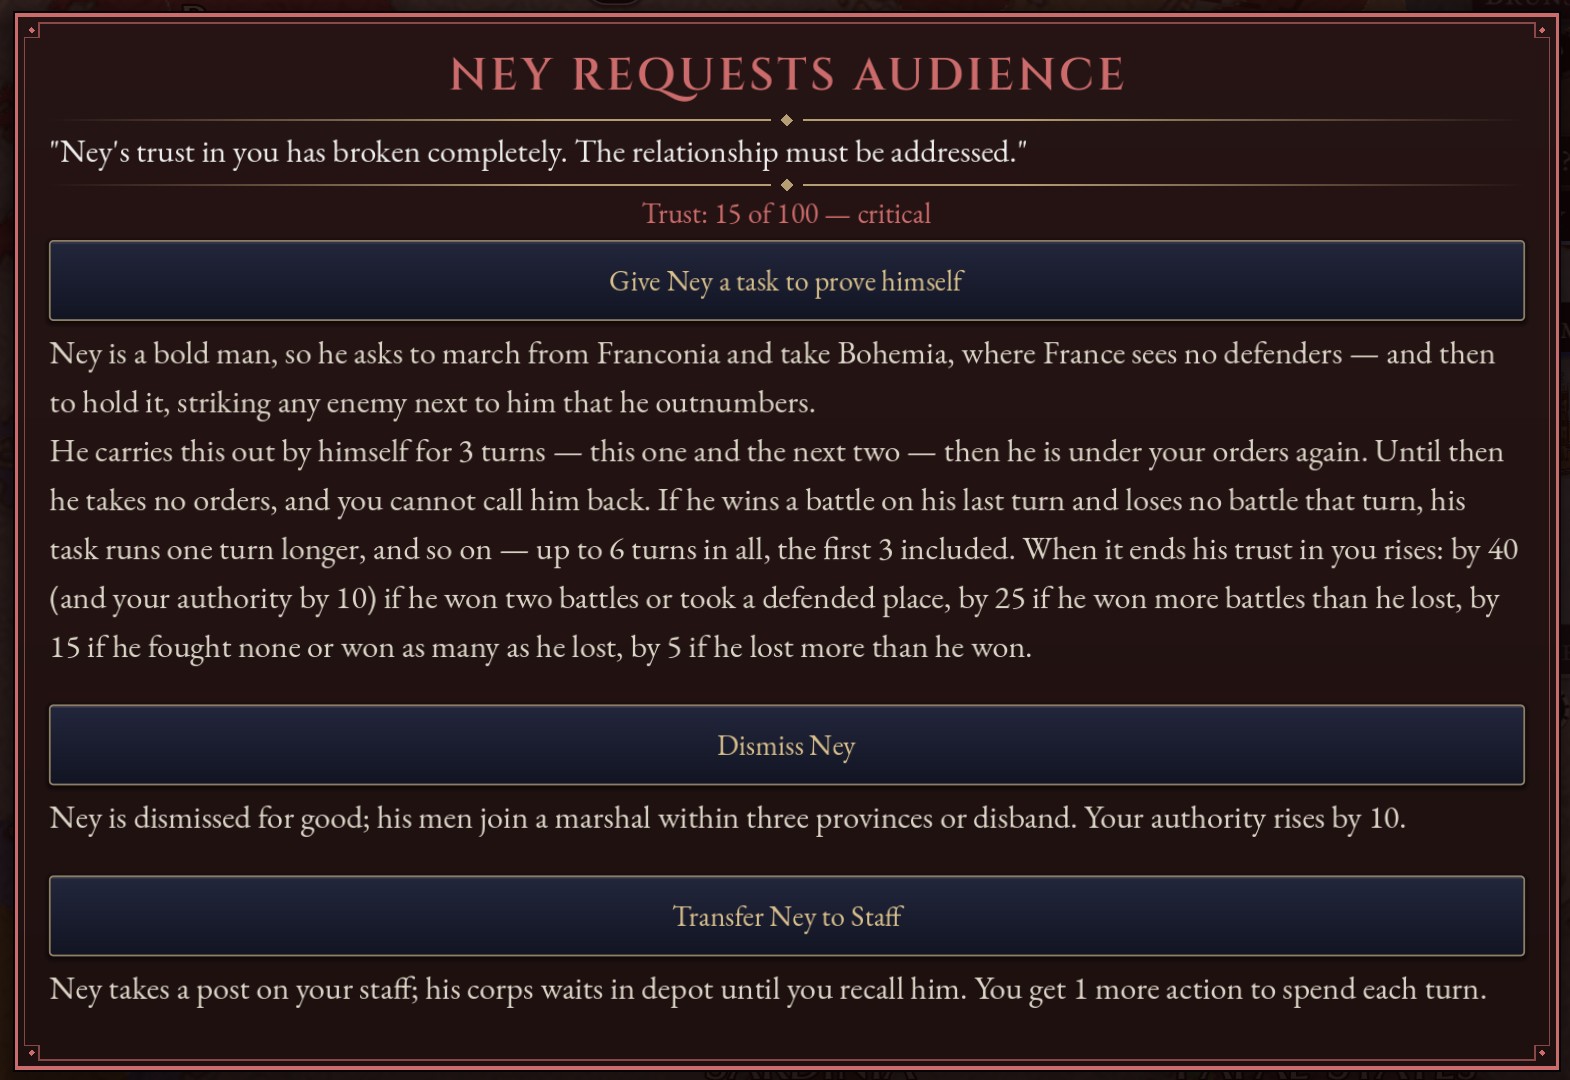 NEY REQUESTS AUDIENCE
"Ney's trust in you has broken completely. The relationship must be addressed."
Trust: 15 of 100 — critical
Give Ney a task to prove himself
Ney is a bold man, so he asks to march from Franconia and take Bohemia, where France sees no defenders — and then
to hold it, striking any enemy next to him that he outnumbers.
He carries this out by himself for 3 turns — this one and the next two — then he is under your orders again. Until then
he takes no orders, and you cannot call him back. If he wins a battle on his last turn and loses no battle that turn, his
task runs one turn longer, and so on — up to 6 turns in all, the first 3 included. When it ends his trust in you rises: by 40
(and your authority by 10) if he won two battles or took a defended place, by 25 if he won more battles than he lost, by
15 if he fought none or won as many as he lost, by 5 if he lost more than he won.
Dismiss Ney
Ney is dismissed for good; his men join a marshal within three provinces or disband. Your authority rises by 10.
Transfer Ney to Staff
Ney takes a post on your staff; his corps waits in depot until you recall him. You get 1 more action to spend each turn.